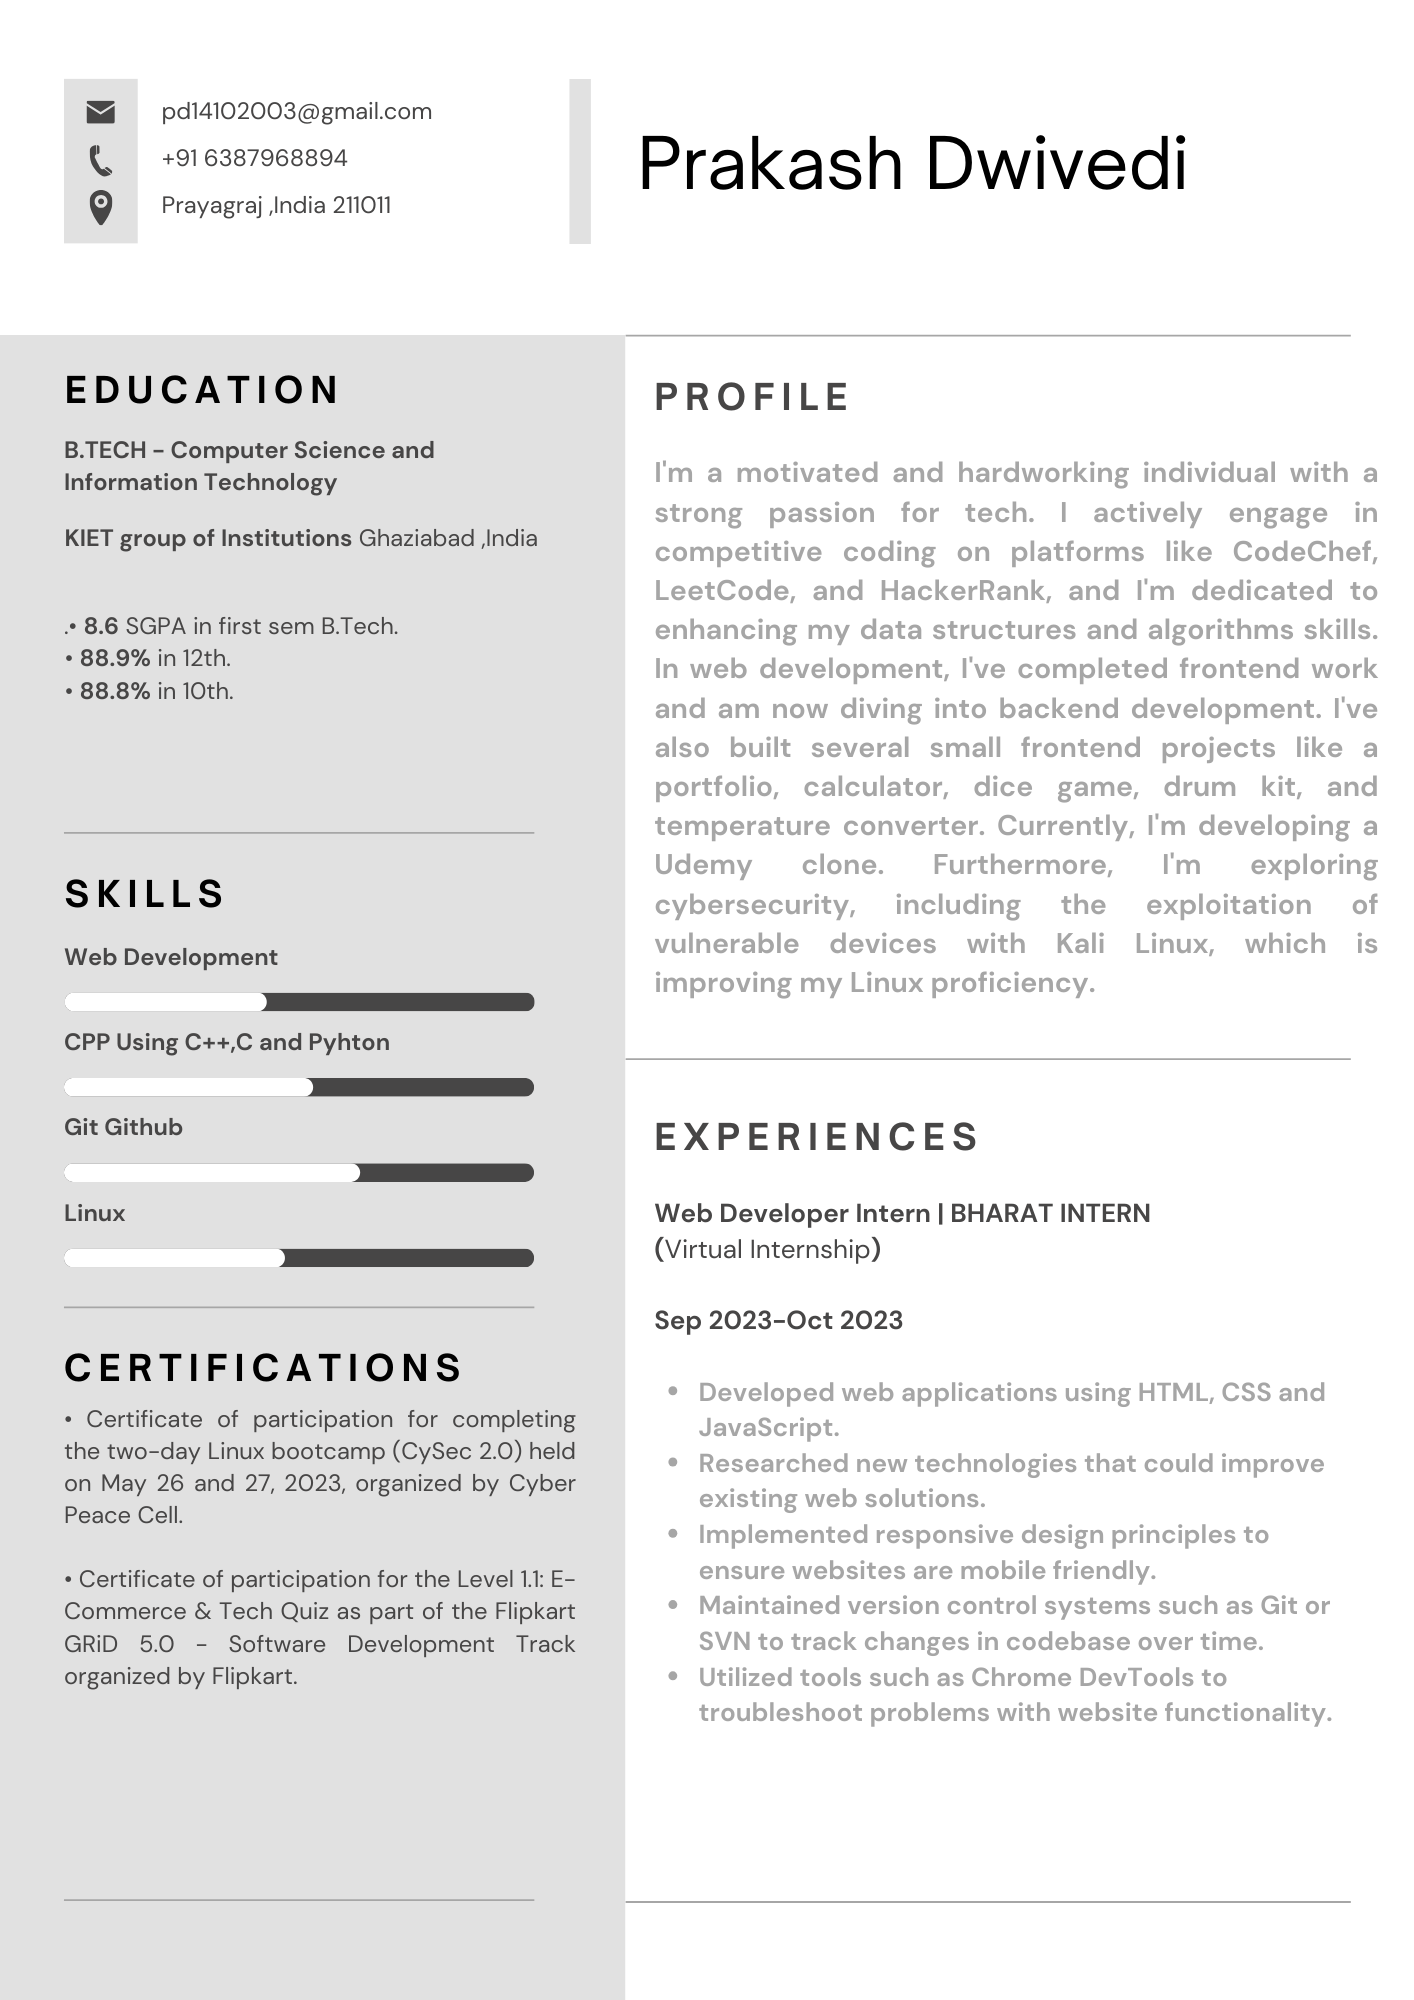 pd14102003@gmail.com
+91 6387968894
Prayagraj ,India 211011
Prakash Dwivedi
EDUCATION
B.TECH - Computer Science and
Information Technology
KIET group of Institutions Ghaziabad ,India
.• 8.6 SGPA in first sem B.Tech.
• 88.9% in 12th.
• 88.8% in 10th.
SKILLS
Web Development
CPP Using C++,C and Pyhton
Git Github
Linux
CERTIFICATIONS
• Certificate of participation for completing
the two-day Linux bootcamp (CySec 2.0) held
on May 26 and 27, 2023, organized by Cyber
Peace Cell.
• Certificate of participation for the Level 1.1: E-
Commerce & Tech Quiz as part of the Flipkart
GRiD 5.0 - Software Development Track
organized by Flipkart.
PROFILE
I'm a motivated and hardworking individual with a
strong passion for tech. I actively engage in
competitive coding on platforms like CodeChef,
LeetCode, and HackerRank, and I'm dedicated to
enhancing my data structures and algorithms skills.
In web development, I've completed frontend work
and am now diving into backend development. I've
also built several small frontend projects like a
portfolio, calculator, dice game, drum kit, and
temperature converter. Currently, I'm developing a
Udemy clone. Furthermore, I'm exploring
cybersecurity, including the exploitation of
vulnerable devices with Kali Linux, which is
improving my Linux proficiency.
EXPERIENCES
Web Developer Intern | BHARAT INTERN
(Virtual Internship)
Sep 2023-Oct 2023
• Developed web applications using HTML, CSS and
JavaScript.
• Researched new technologies that could improve
existing web solutions.
• Implemented responsive design principles to
ensure websites are mobile friendly.
• Maintained version control systems such as Git or
SVN to track changes in codebase over time.
• Utilized tools such as Chrome DevTools to
troubleshoot problems with website functionality.